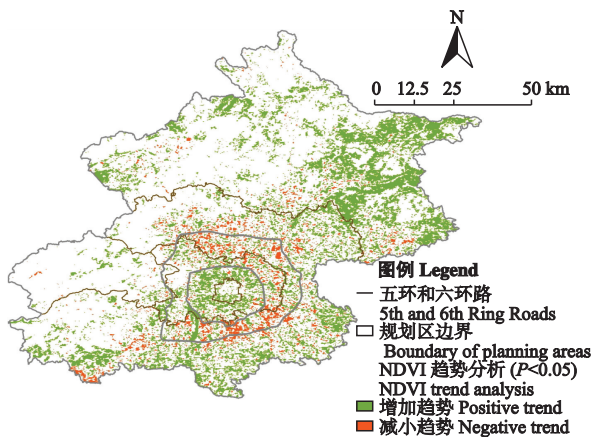 N
0 12.5 25 50 km
图例 Legend
五环和六环路
5th and 6th Ring Roads
规划区边界
Boundary of planning areas
NDVI 趋势分析 (P<0.05)
NDVI trend analysis
增加趋势 Positive trend
减小趋势 Negative trend